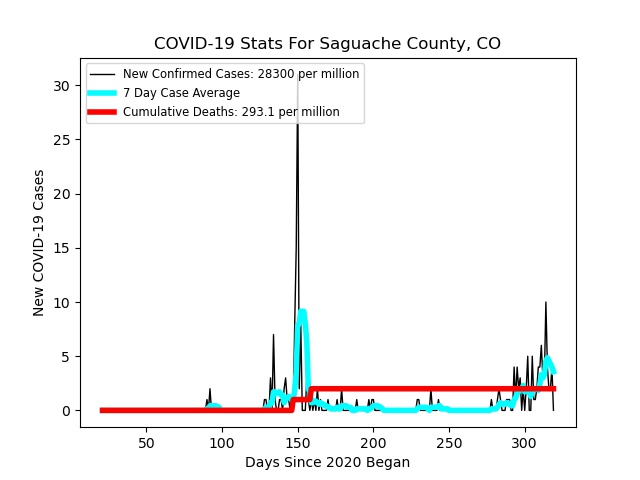 COVID-19 Stats For Saguache County, CO
New Confirmed Cases: 28300 per million
7 Day Case Average
Cumulative Deaths: 293.1 per million
30
25
20
15
10
5
0
New COVID-19 Cases
50 100 150 200 250 300
Days Since 2020 Began